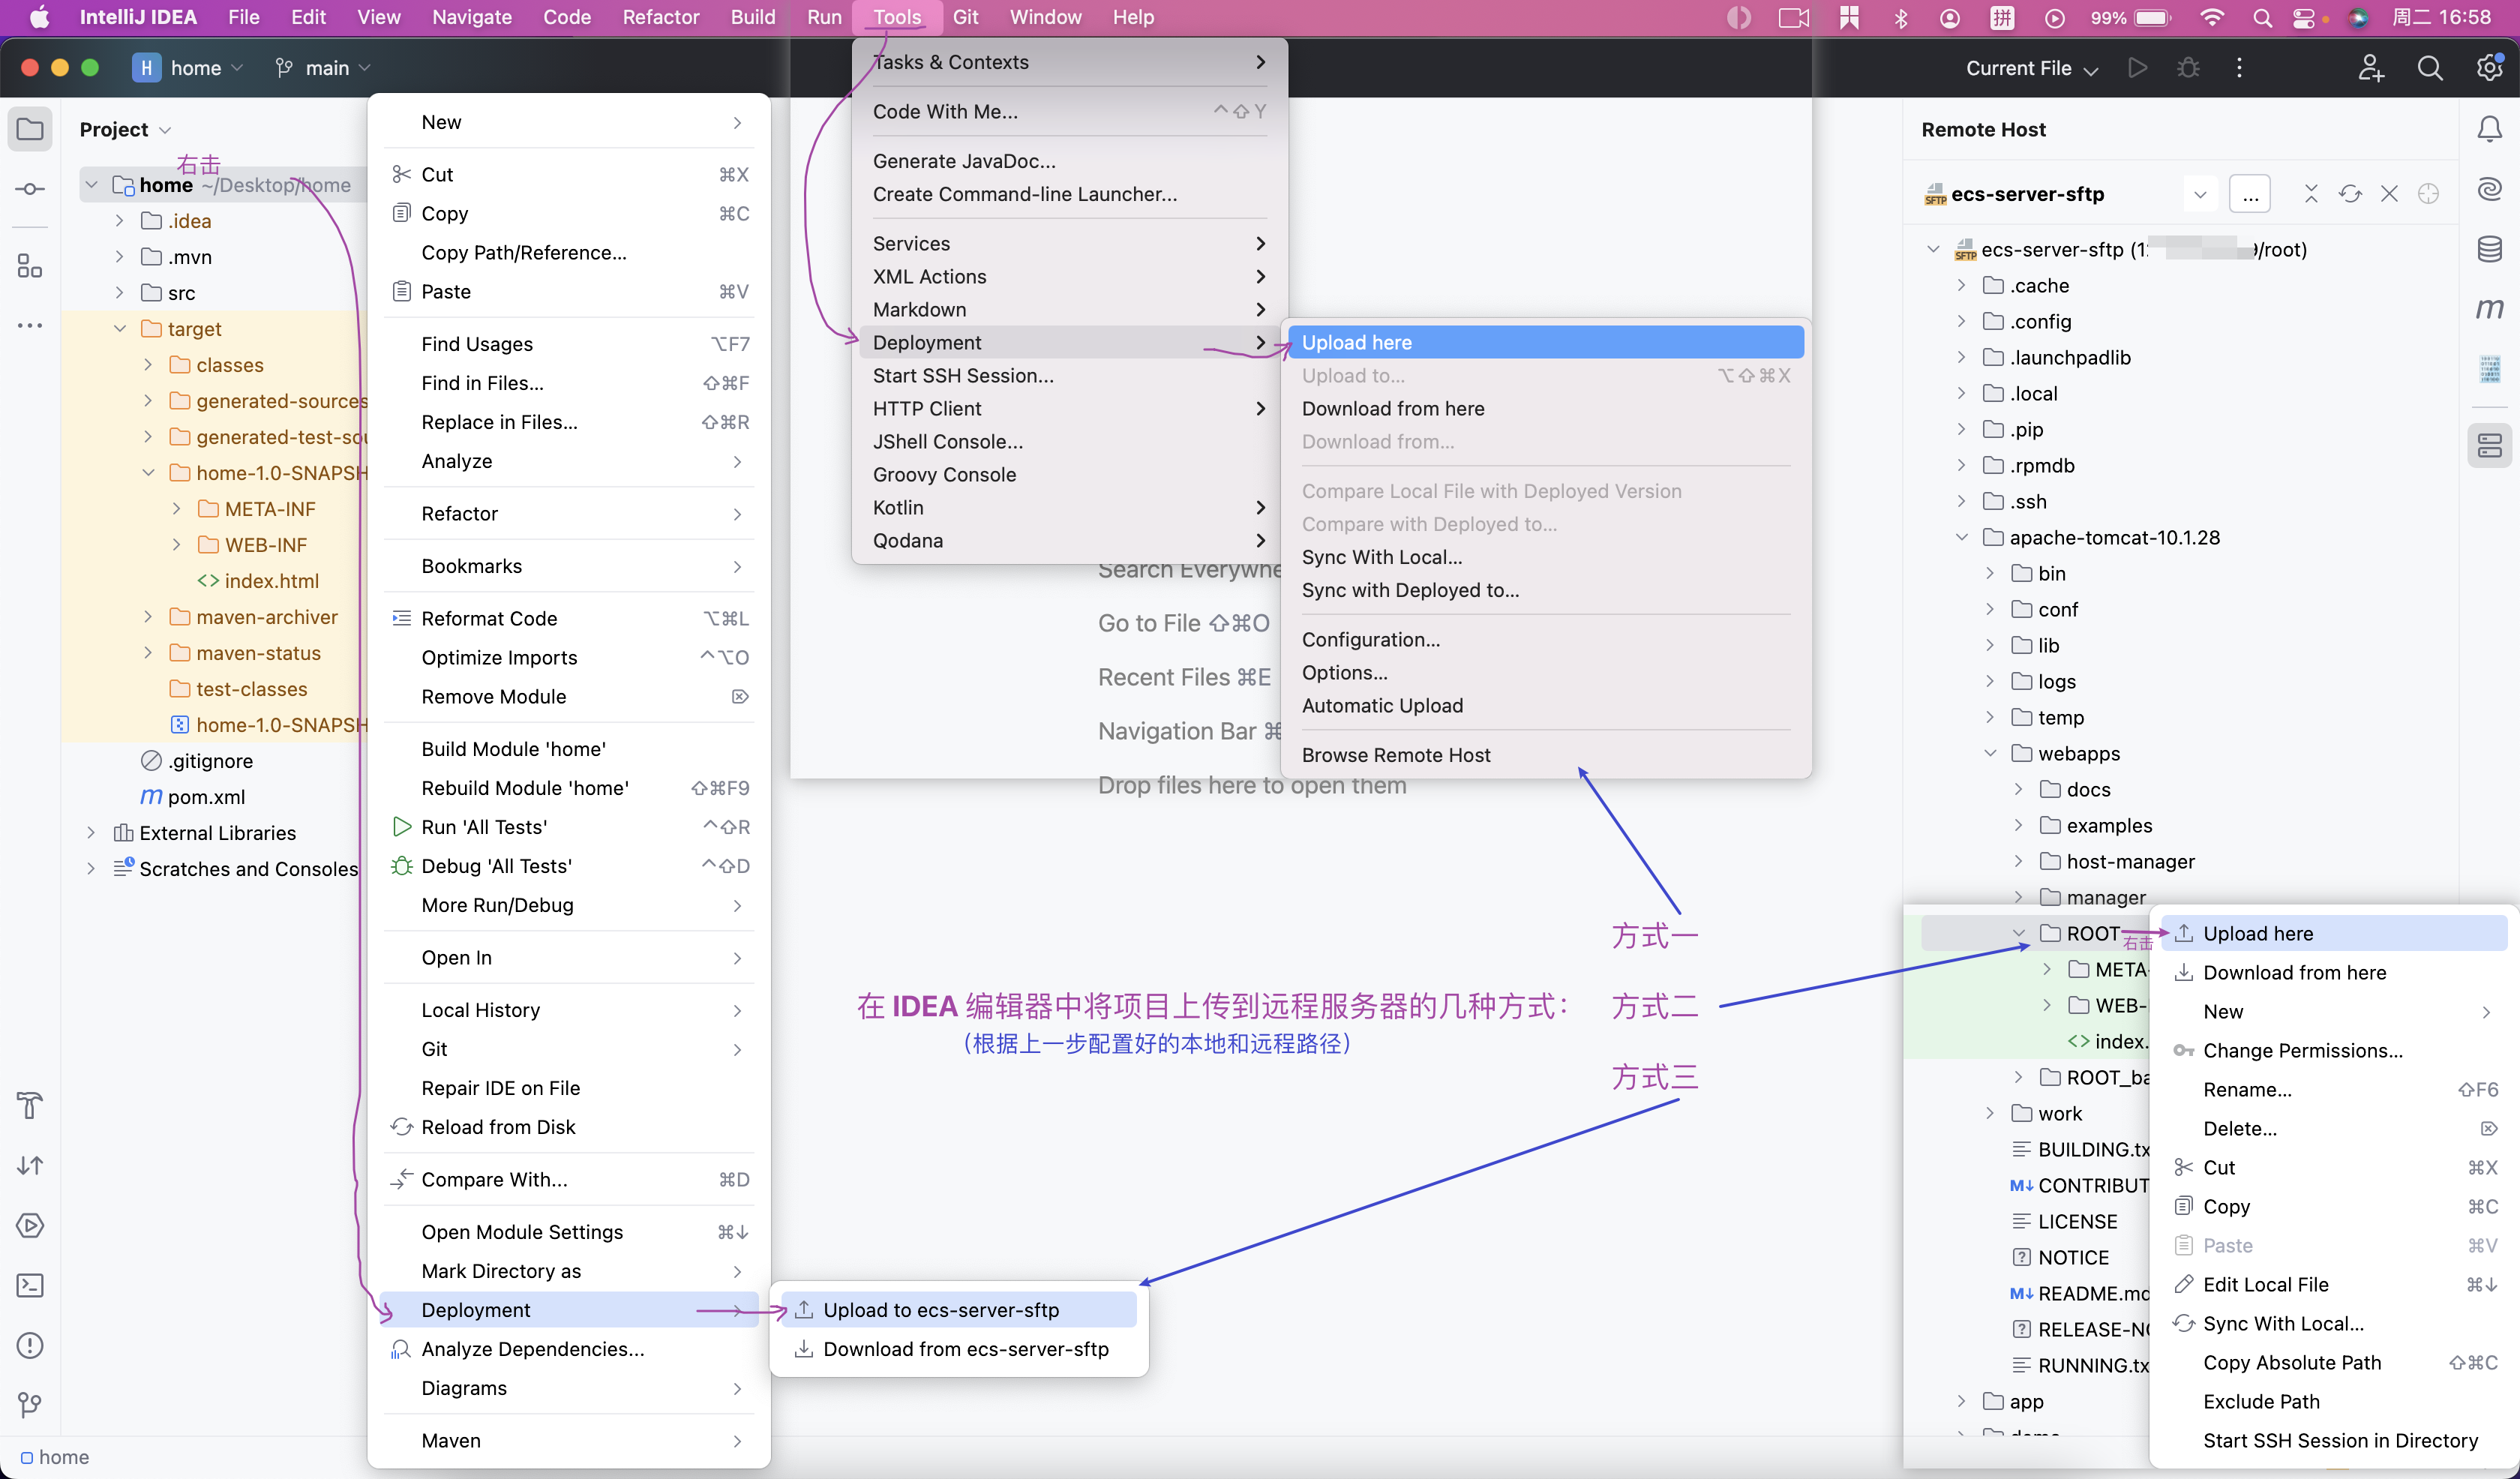 IntelliJ IDEA File Edit View Navigate Code Refactor Build Run Tools Git Window Help 拼 99% 周二 16:58
H home main Current File
Project
右击
home ~/Desktop/home
.idea
.mvn
src
target
classes
generated-sources
generated-test-sou
home-1.0-SNAPSH
META-INF
WEB-INF
index.html
maven-archiver
maven-status
test-classes
home-1.0-SNAPSH
.gitignore
m pom.xml
External Libraries
Scratches and Consoles
home
New
Cut ⌘X
Copy ⌘C
Copy Path/Reference...
Paste ⌘V
Find Usages ⌥F7
Find in Files... ⇧⌘F
Replace in Files... ⇧⌘R
Analyze
Refactor
Bookmarks
Reformat Code ⌥⌘L
Optimize Imports ^⌥O
Remove Module ⌦
Build Module 'home'
Rebuild Module 'home' ⇧⌘F9
Run 'All Tests' ^⇧R
Debug 'All Tests' ^⇧D
More Run/Debug
Open In
Local History
Git
Repair IDE on File
Reload from Disk
Compare With... ⌘D
Open Module Settings ⌘↓
Mark Directory as
Deployment
Analyze Dependencies...
Diagrams
Maven
Upload to ecs-server-sftp
Download from ecs-server-sftp
Tasks & Contexts
Code With Me... ^⇧Y
Generate JavaDoc...
Create Command-line Launcher...
Services
XML Actions
Markdown
Deployment
Start SSH Session...
HTTP Client
JShell Console...
Groovy Console
Kotlin
Qodana
Upload here
Upload to... ⌥⇧⌘X
Download from here
Download from...
Compare Local File with Deployed Version
Compare with Deployed to...
Sync With Local...
Sync with Deployed to...
Configuration...
Options...
Automatic Upload
Browse Remote Host
Search Everywhe
Go to File ⇧⌘O
Recent Files ⌘E
Navigation Bar ⌘
Drop files here to open them
方式一
在 IDEA 编辑器中将项目上传到远程服务器的几种方式： 方式二
（根据上一步配置好的本地和远程路径）
方式三
Remote Host
SFTP ecs-server-sftp ...
SFTP ecs-server-sftp (1 9/root)
.cache
.config
.launchpadlib
.local
.pip
.rpmdb
.ssh
apache-tomcat-10.1.28
bin
conf
lib
logs
temp
webapps
docs
examples
host-manager
manager
ROOT
右击
META-
WEB-
index.
ROOT_ba
work
BUILDING.tx
M↓ CONTRIBUT
LICENSE
? NOTICE
M↓ README.md
? RELEASE-NO
RUNNING.tx
app
Upload here
Download from here
New
Change Permissions...
Rename... ⇧F6
Delete... ⌦
Cut ⌘X
Copy ⌘C
Paste ⌘V
Edit Local File ⌘↓
Sync With Local...
Copy Absolute Path ⇧⌘C
Exclude Path
Start SSH Session in Directory
m